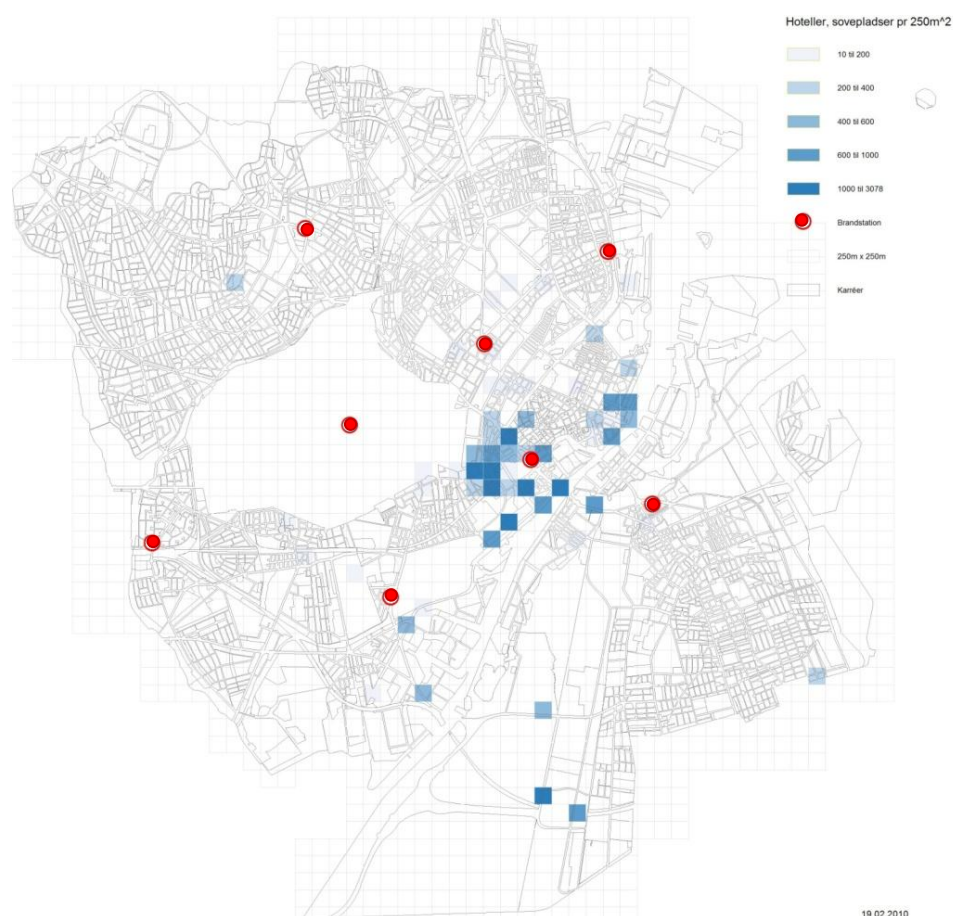 Hoteller, sovepladser pr 250m^2
10 til 200
200 til 400
400 til 600
600 til 1000
1000 til 3078
Brandstation
250m x 250m
Karréer
19.02.2010